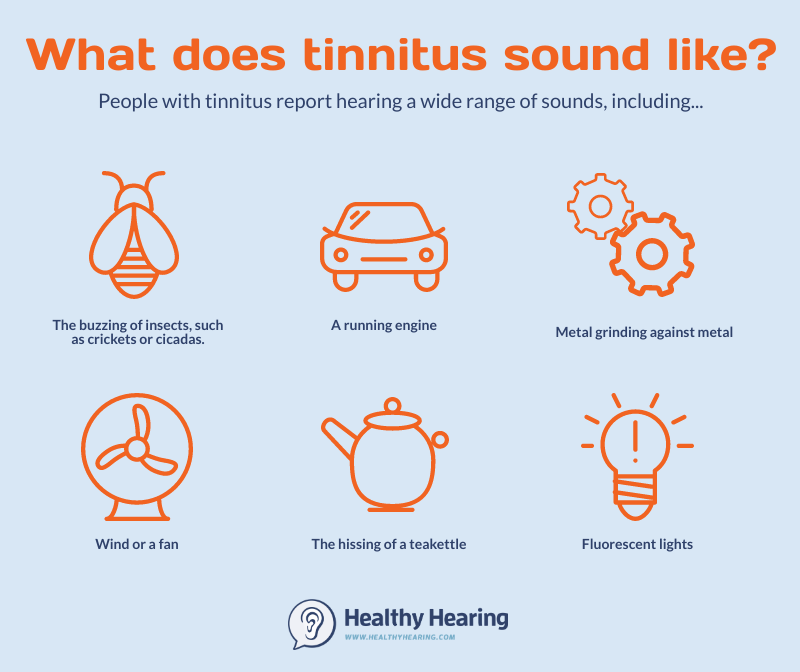 What does tinnitus sound like?
People with tinnitus report hearing a wide range of sounds, including...
The buzzing of insects, such
as crickets or cicadas.
A running engine
Metal grinding against metal
Wind or a fan
The hissing of a teakettle
Fluorescent lights
Healthy Hearing
WWW.HEALTHYHEARING.COM